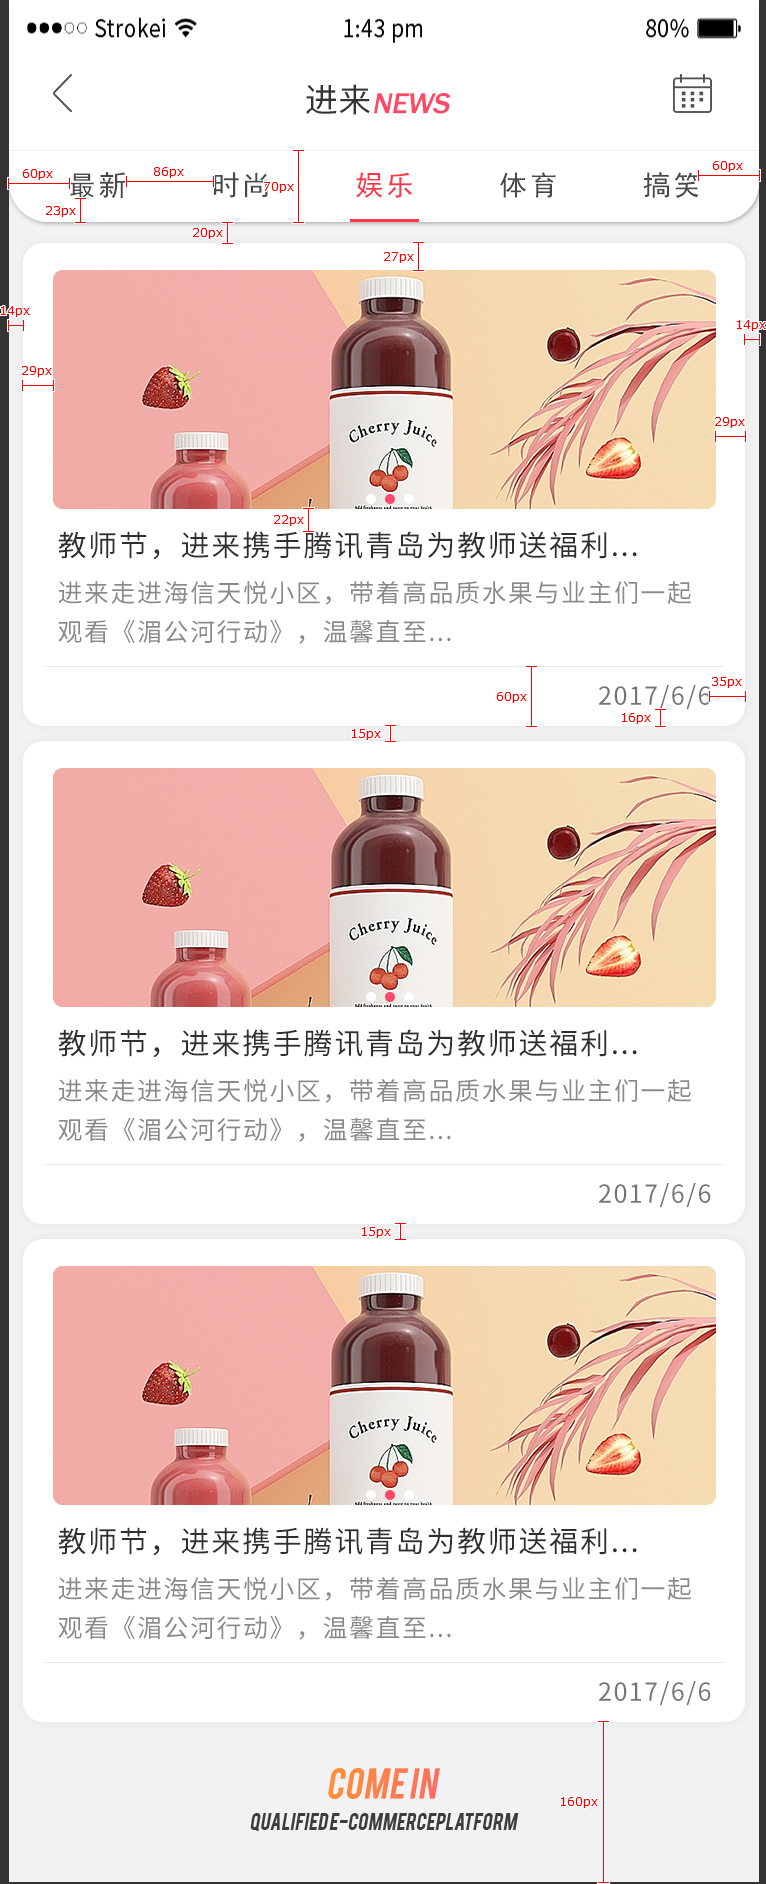 Strokei 1:43 pm 80%
进来NEWS
60px 86px 70px 60px
最新 时尚 娱乐 体育 搞笑
23px
20px
27px
14px 14px
29px 29px
Cherry Juice
22px
教师节，进来携手腾讯青岛为教师送福利...
进来走进海信天悦小区，带着高品质水果与业主们一起
观看《湄公河行动》，温馨直至...
60px 2017/6/6 35px
16px
15px
Cherry Juice
教师节，进来携手腾讯青岛为教师送福利...
进来走进海信天悦小区，带着高品质水果与业主们一起
观看《湄公河行动》，温馨直至...
2017/6/6
15px
Cherry Juice
教师节，进来携手腾讯青岛为教师送福利...
进来走进海信天悦小区，带着高品质水果与业主们一起
观看《湄公河行动》，温馨直至...
2017/6/6
COME IN
160px
QUALIFIEDE-COMMERCEPLATFORM